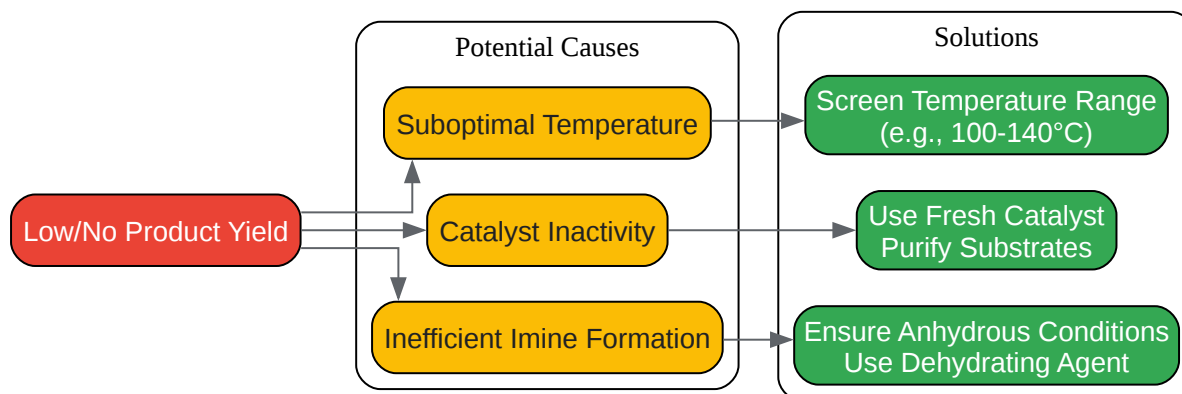 Potential Causes
Solutions
Low/No Product Yield
Suboptimal Temperature
Catalyst Inactivity
Inefficient Imine Formation
Screen Temperature Range
(e.g., 100-140°C)
Use Fresh Catalyst
Purify Substrates
Ensure Anhydrous Conditions
Use Dehydrating Agent